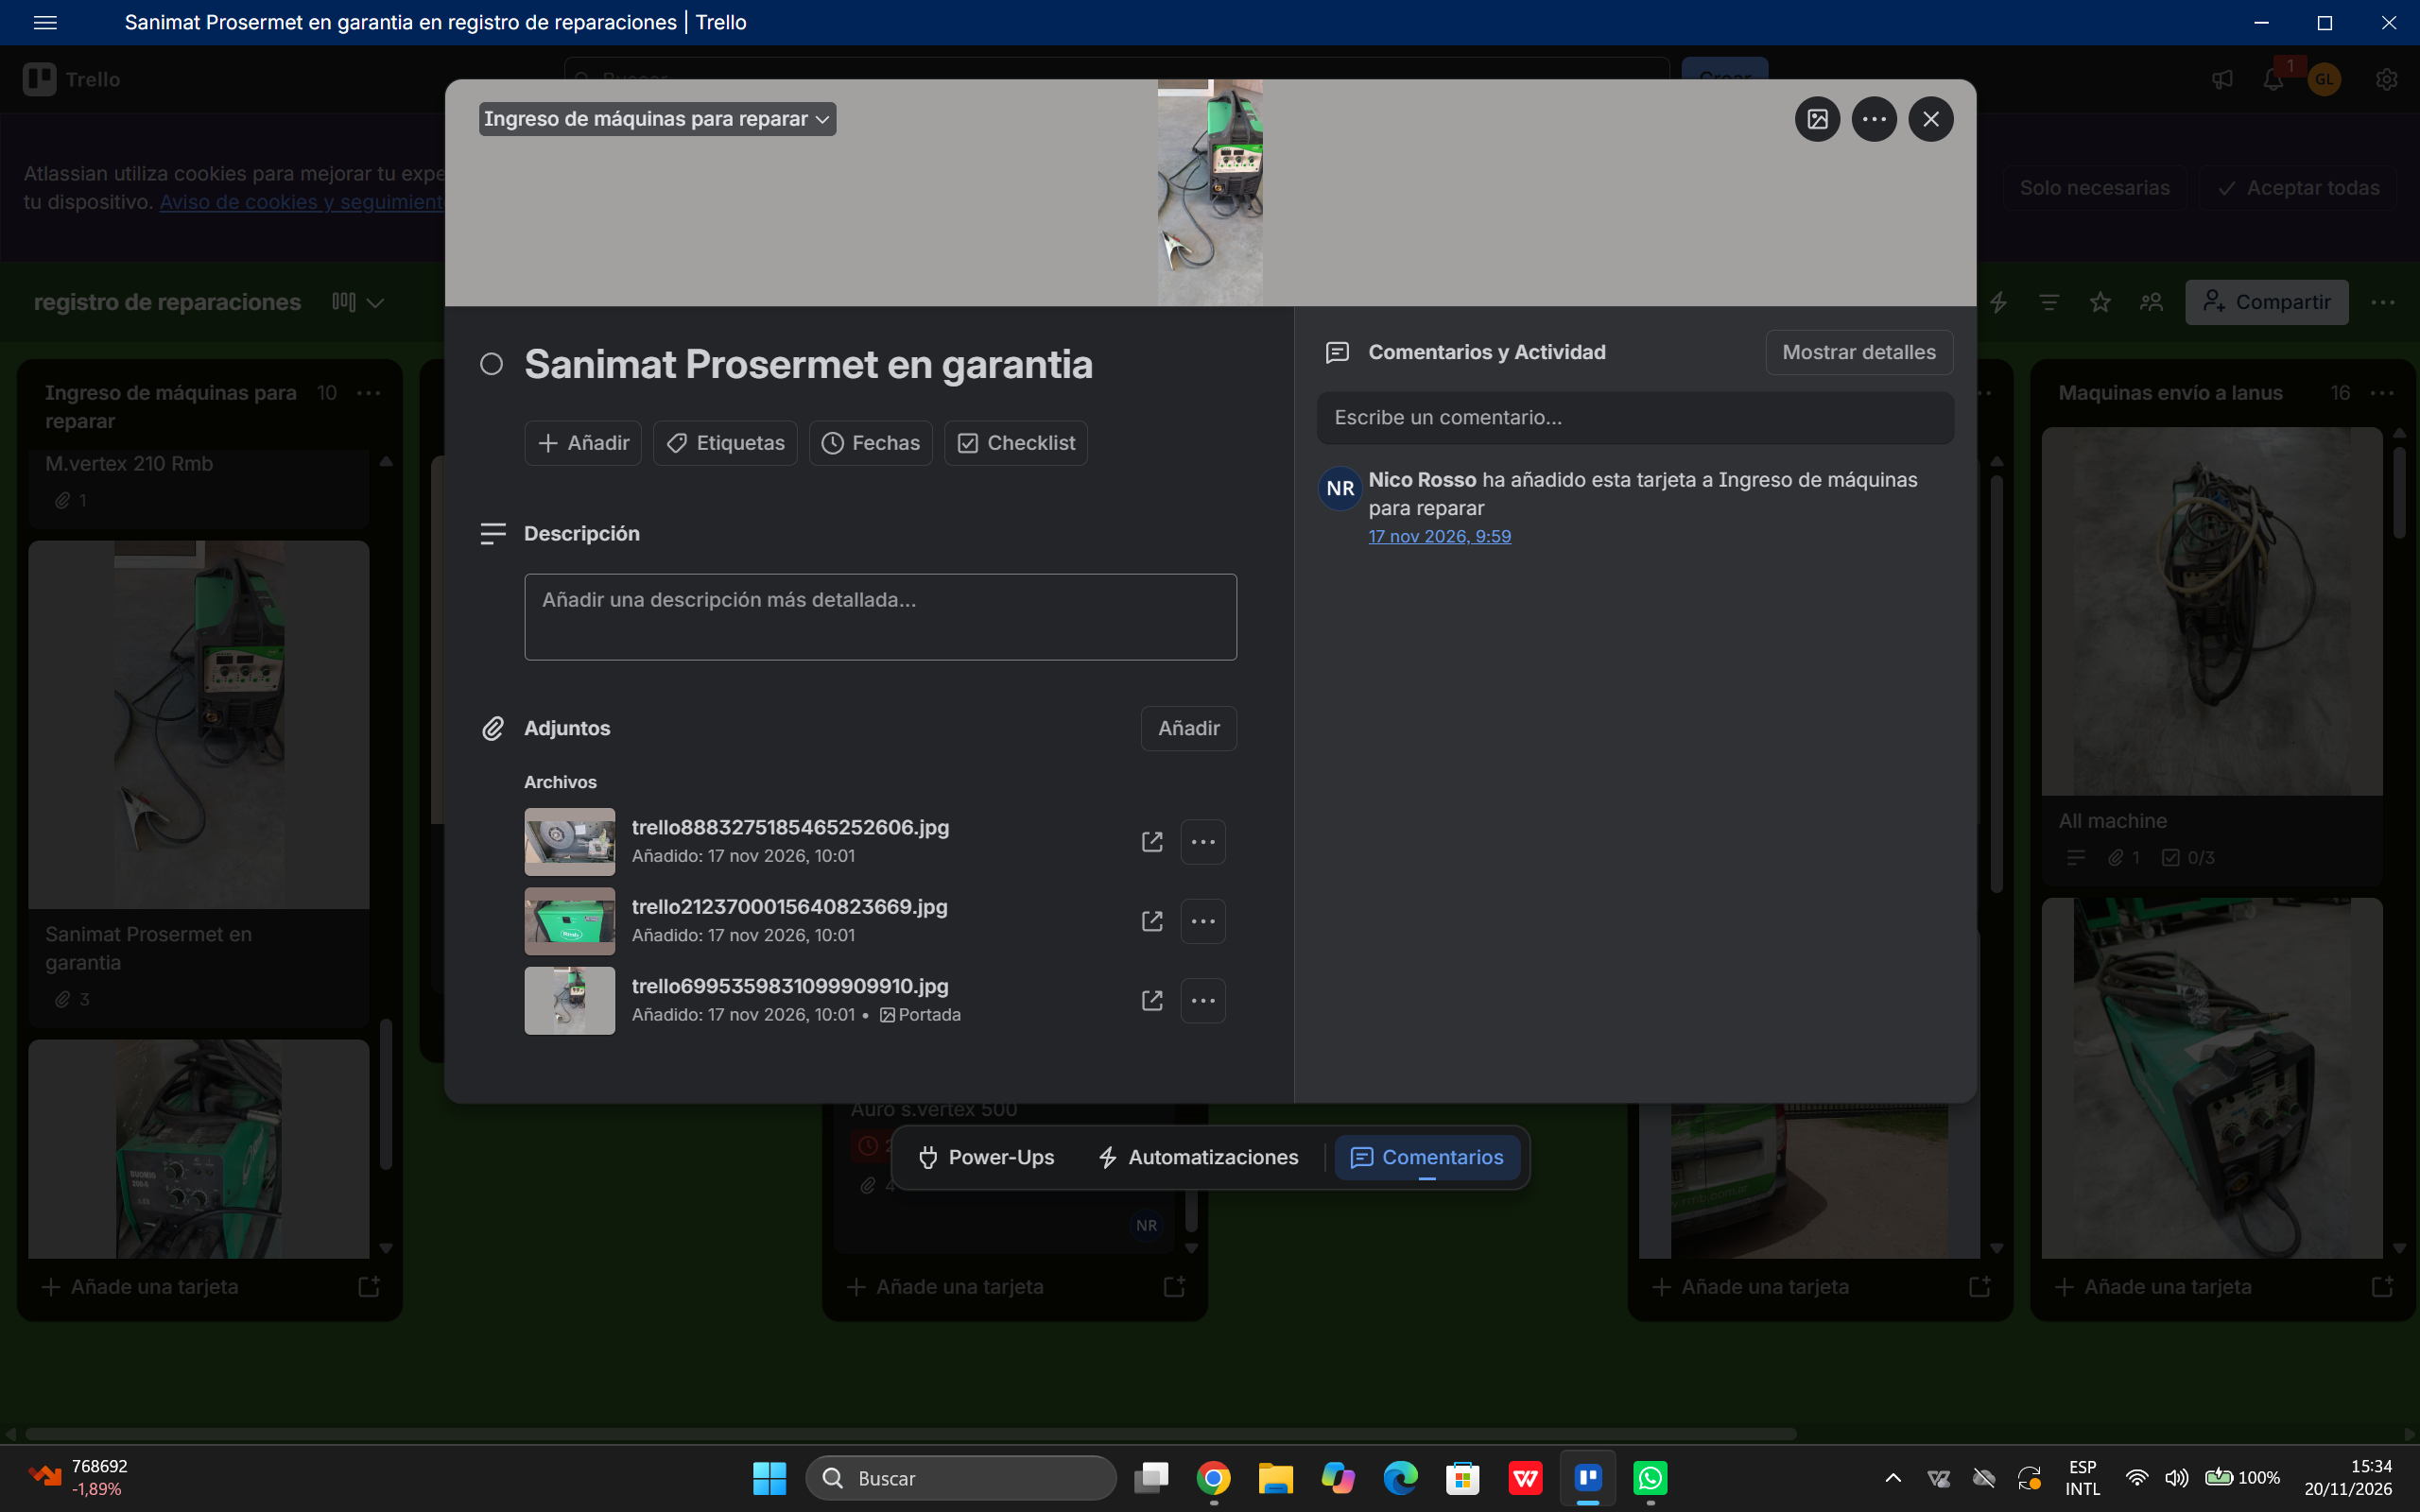 Sanimat Prosermet en garantia en registro de reparaciones | Trello
Trello
Buscar
Crear
1
GL
Atlassian utiliza cookies para mejorar tu expe
tu dispositivo. Aviso de cookies y seguimiento
Solo necesarias
Aceptar todas
registro de reparaciones
Compartir
Ingreso de máquinas para reparar
Ingreso de máquinas para
reparar
10
M.vertex 210 Rmb
1
Sanimat Prosermet en
garantia
3
Añade una tarjeta
Sanimat Prosermet en garantia
Añadir
Etiquetas
Fechas
Checklist
Descripción
Añadir una descripción más detallada...
Adjuntos
Añadir
Archivos
trello8883275185465252606.jpg
Añadido: 17 nov 2026, 10:01
trello2123700015640823669.jpg
Añadido: 17 nov 2026, 10:01
trello6995359831099909910.jpg
Añadido: 17 nov 2026, 10:01 • Portada
Comentarios y Actividad
Mostrar detalles
Escribe un comentario...
NR
Nico Rosso ha añadido esta tarjeta a Ingreso de máquinas
para reparar
17 nov 2026, 9:59
Auro s.vertex 500
2
4
NR
Añade una tarjeta
Power-Ups
Automatizaciones
Comentarios
Añade una tarjeta
Maquinas envío a lanus
16
All machine
1
0/3
Añade una tarjeta
768692
-1,89%
Buscar
ESP
INTL
100%
15:34
20/11/2026